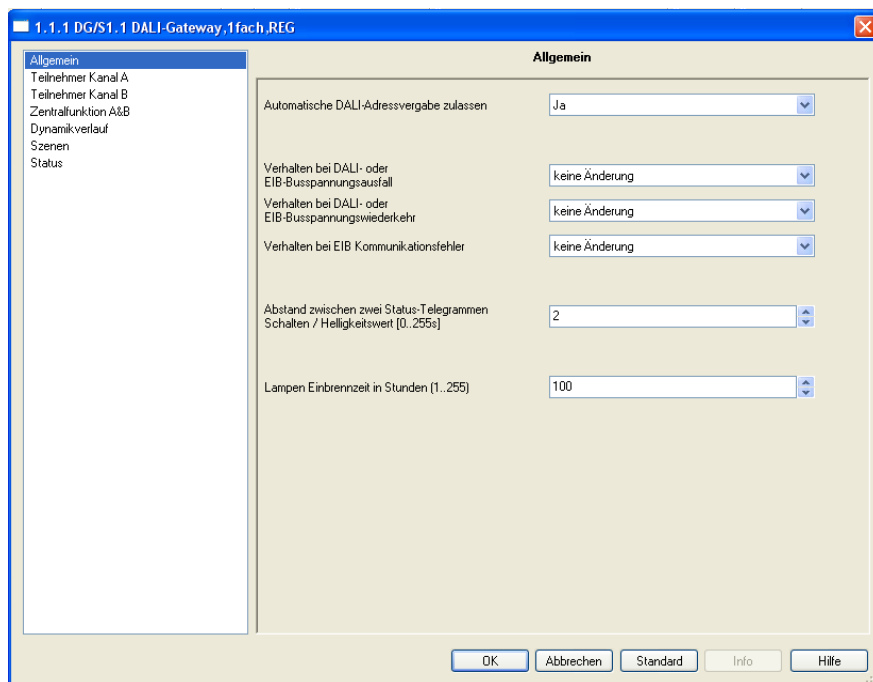 1.1.1 DG/S1.1 DALI-Gateway,1fach,REG
Allgemein
Teilnehmer Kanal A
Teilnehmer Kanal B
Zentralfunktion A&B
Dynamikverlauf
Szenen
Status
Allgemein
Automatische DALI-Adressvergabe zulassen
Ja
Verhalten bei DALI- oder
EIB-Busspannungsausfall
keine Änderung
Verhalten bei DALI- oder
EIB-Busspannungswiederkehr
keine Änderung
Verhalten bei EIB Kommunikationsfehler
keine Änderung
Abstand zwischen zwei Status-Telegrammen
Schalten / Helligkeitswert [0..255s]
2
Lampen Einbrennzeit in Stunden (1..255)
100
OK
Abbrechen
Standard
Info
Hilfe